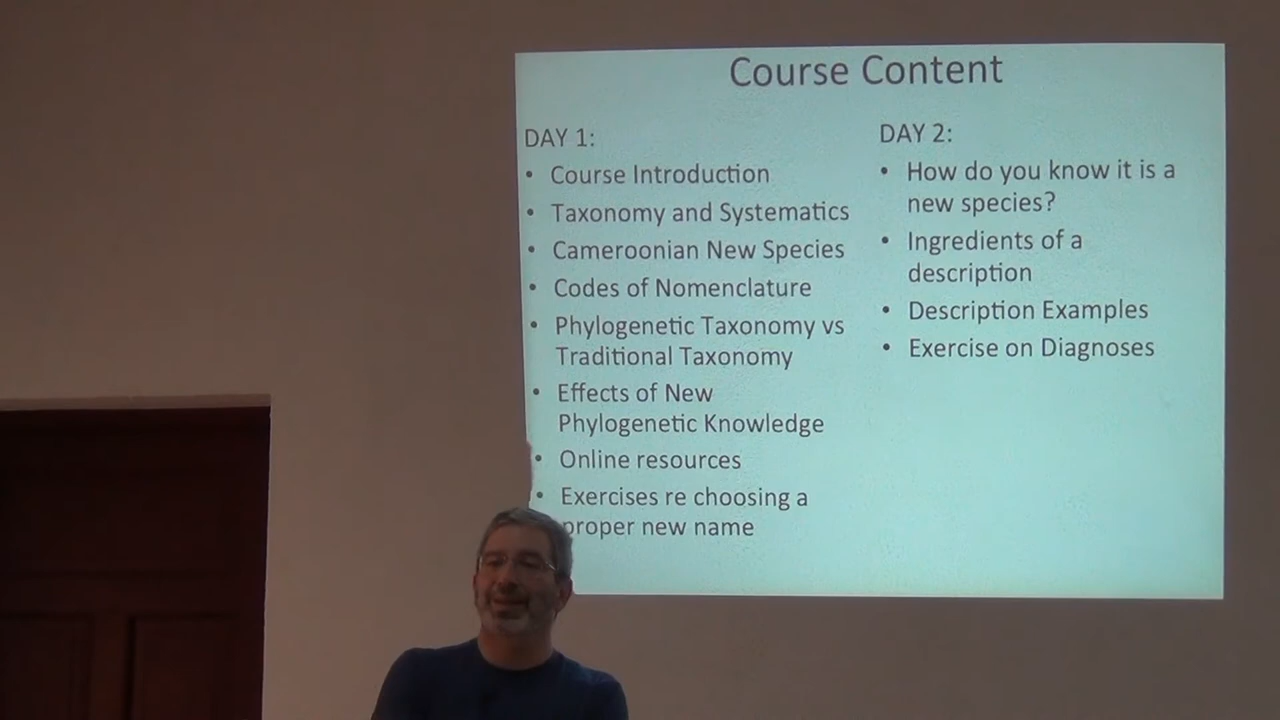 Course Content
DAY 1:
• Course Introduction
• Taxonomy and Systematics
• Cameroonian New Species
• Codes of Nomenclature
• Phylogenetic Taxonomy vs
Traditional Taxonomy
• Effects of New
Phylogenetic Knowledge
• Online resources
• Exercises re choosing a
proper new name
DAY 2:
• How do you know it is a
new species?
• Ingredients of a
description
• Description Examples
• Exercise on Diagnoses